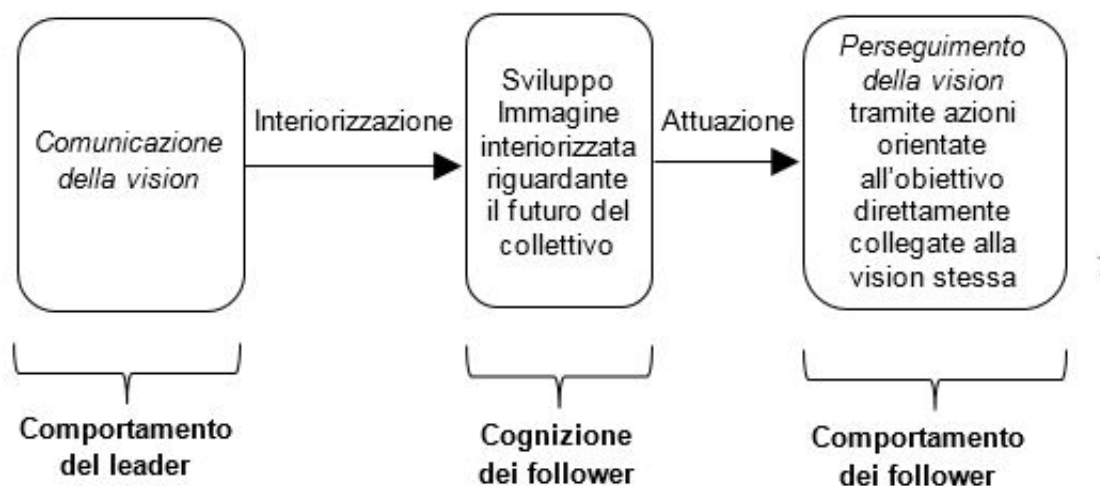 Comunicazione
della vision
Interiorizzazione
Sviluppo
Immagine
interiorizzata
riguardante
il futuro del
collettivo
Attuazione
Perseguimento
della vision
tramite azioni
orientate
all'obiettivo
direttamente
collegate alla
vision stessa
Comportamento
del leader
Cognizione
dei follower
Comportamento
dei follower